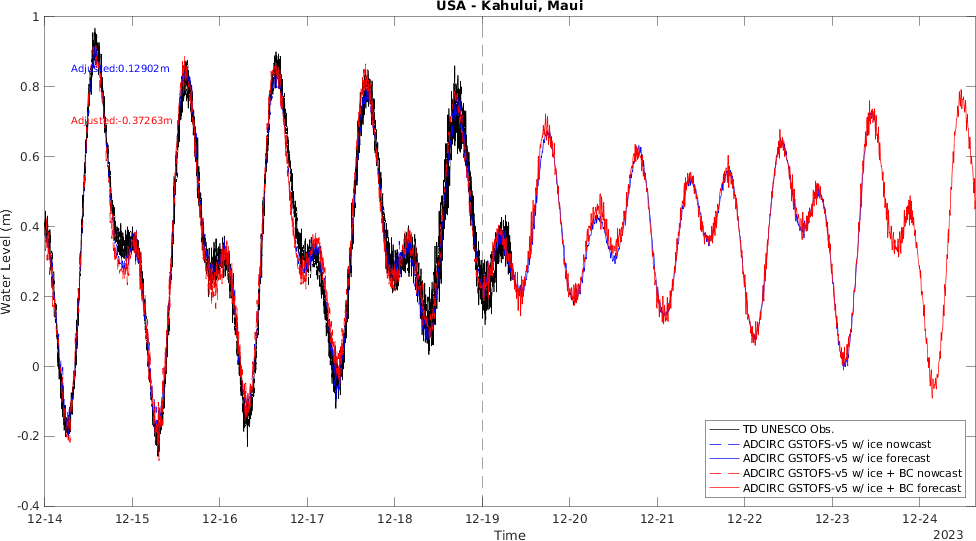 USA - Kahului, Maui
Water Level (m)
1
0.8
0.6
0.4
0.2
0
-0.2
-0.4
Adjusted:0.12902m
Adjusted:-0.37263m
TD UNESCO Obs.
ADCIRC GSTOFS-v5 w/ ice nowcast
ADCIRC GSTOFS-v5 w/ ice forecast
ADCIRC GSTOFS-v5 w/ ice + BC nowcast
ADCIRC GSTOFS-v5 w/ ice + BC forecast
12-14 12-15 12-16 12-17 12-18 12-19 12-20 12-21 12-22 12-23 12-24
Time
2023